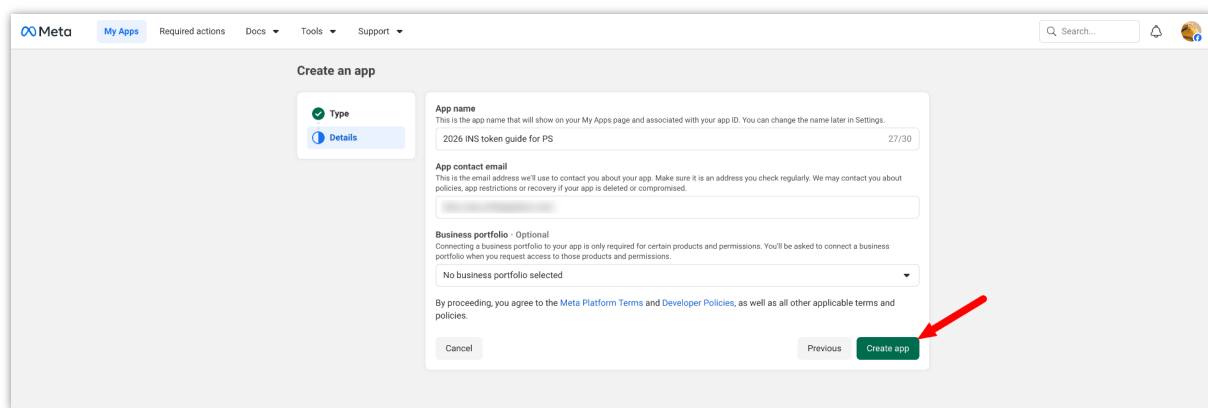 Meta
My Apps
Required actions
Docs
Tools
Support
Search...
Create an app
Type
Details
App name
This is the app name that will show on your My Apps page and associated with your app ID. You can change the name later in Settings.
2026 INS token guide for PS
27/30
App contact email
This is the email address we'll use to contact you about your app. Make sure it is an address you check regularly. We may contact you about
policies, app restrictions or recovery if your app is deleted or compromised.
Business portfolio · Optional
Connecting a business portfolio to your app is only required for certain products and permissions. You'll be asked to connect a business
portfolio when you request access to those products and permissions.
No business portfolio selected
By proceeding, you agree to the Meta Platform Terms and Developer Policies, as well as all other applicable terms and
policies.
Cancel
Previous
Create app